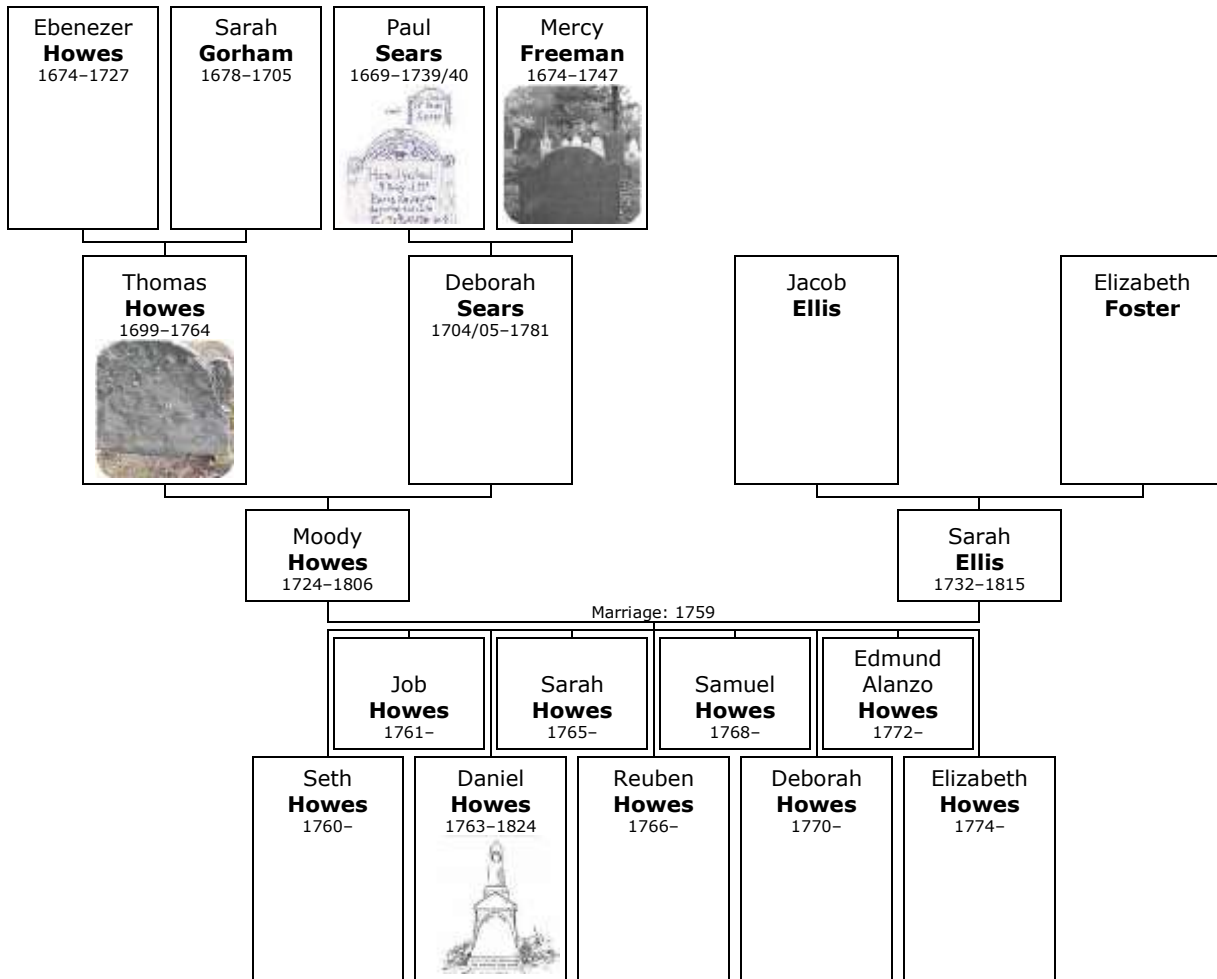 Ebenezer
Howes
1674–1727
Sarah
Gorham
1678–1705
Paul
Sears
1669–1739/40
Mercy
Freeman
1674–1747
Thomas
Howes
1699–1764
Deborah
Sears
1704/05–1781
Jacob
Ellis
Elizabeth
Foster
Moody
Howes
1724–1806
Sarah
Ellis
1732–1815
Marriage: 1759
Job
Howes
1761–
Sarah
Howes
1765–
Samuel
Howes
1768–
Edmund
Alanzo
Howes
1772–
Seth
Howes
1760–
Daniel
Howes
1763–1824
Reuben
Howes
1766–
Deborah
Howes
1770–
Elizabeth
Howes
1774–